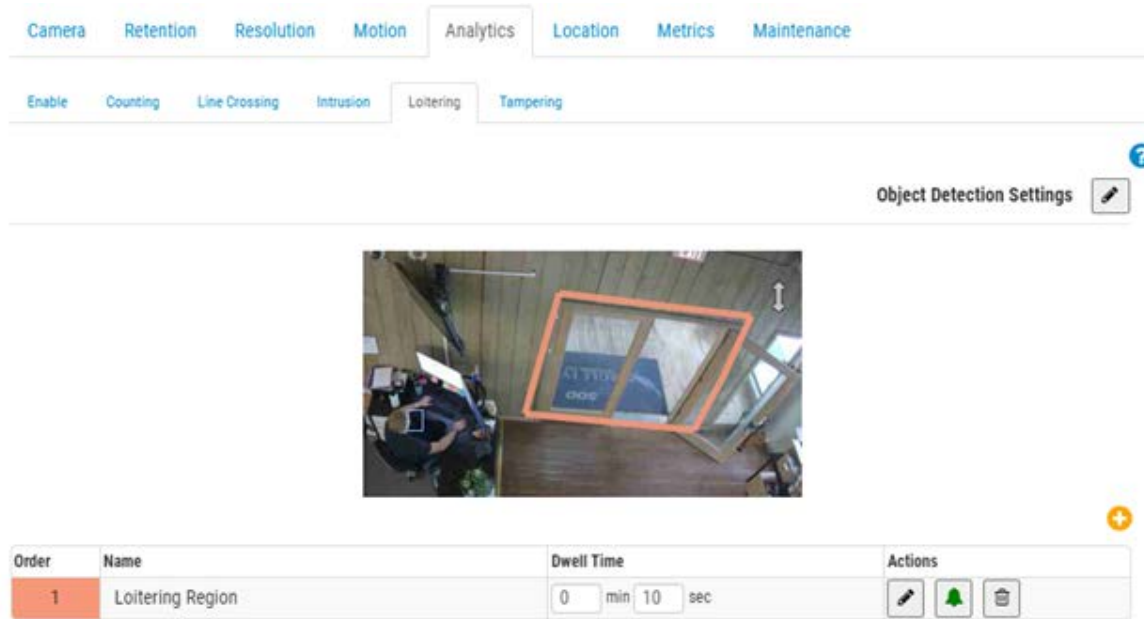 Camera Retention Resolution Motion Analytics Location Metrics Maintenance
Enable Counting Line Crossing Intrusion Loitering Tampering
?
Object Detection Settings
Order Name Dwell Time Actions
1 Loitering Region 0 min 10 sec